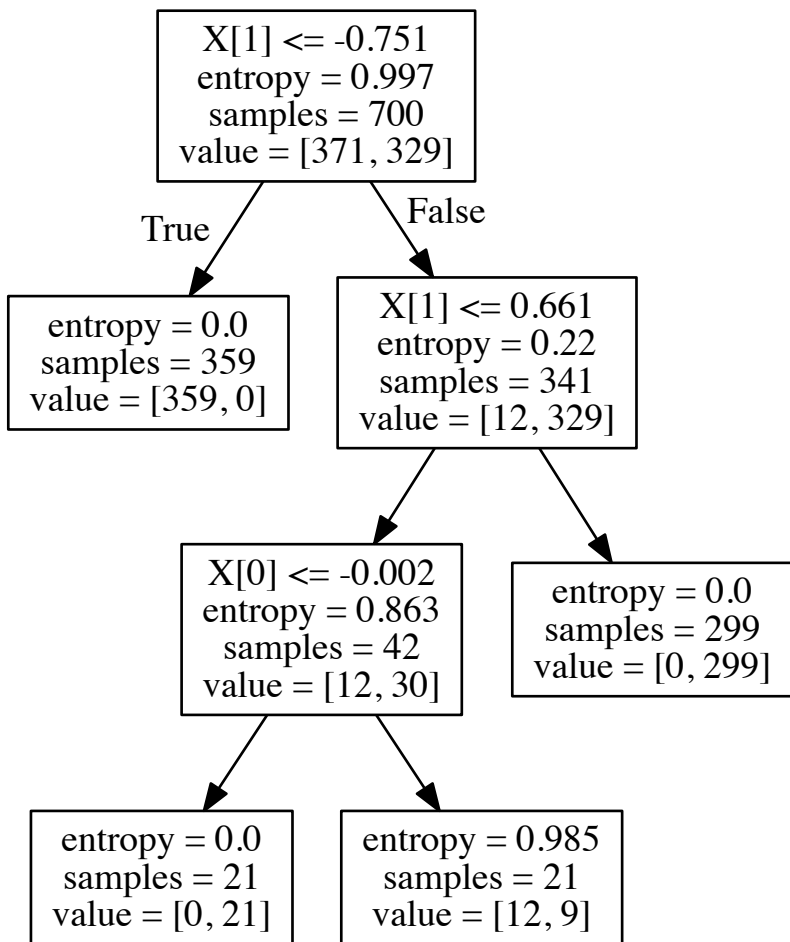 X[1] <= -0.751
entropy = 0.997
samples = 700
value = [371, 329]
True
False
entropy = 0.0
samples = 359
value = [359, 0]
X[1] <= 0.661
entropy = 0.22
samples = 341
value = [12, 329]
X[0] <= -0.002
entropy = 0.863
samples = 42
value = [12, 30]
entropy = 0.0
samples = 299
value = [0, 299]
entropy = 0.0
samples = 21
value = [0, 21]
entropy = 0.985
samples = 21
value = [12, 9]